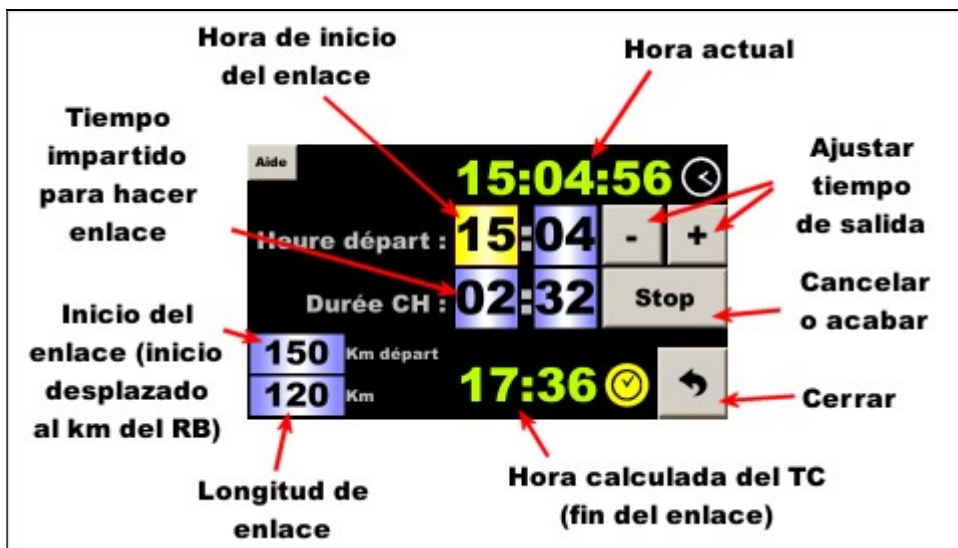 Hora de inicio
del enlace
Hora actual
Tiempo
impartido
para hacer
enlace
Ajustar
tiempo
de salida
Aide
15:04:56
Heure départ : 15:04 - +
Durée CH : 02:32 Stop
Cancelar
o acabar
Inicio del
enlace (inicio
desplazado
al km del RB)
150 Km départ
120 Km
17:36
Cerrar
Longitud de
enlace
Hora calculada del TC
(fin del enlace)